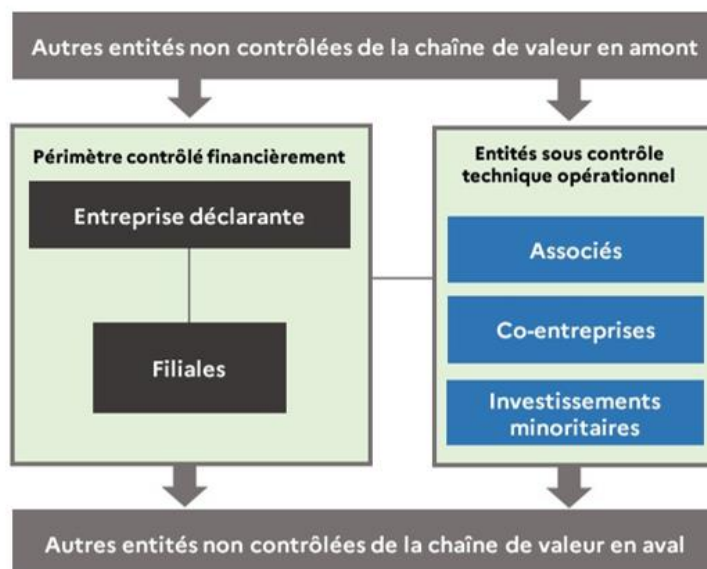 Autres entités non contrôlées de la chaîne de valeur en amont
Périmètre contrôlé financièrement
Entreprise déclarante
Filiales
Entités sous contrôle
technique opérationnel
Associés
Co-entreprises
Investissements
minoritaires
Autres entités non contrôlées de la chaîne de valeur en aval